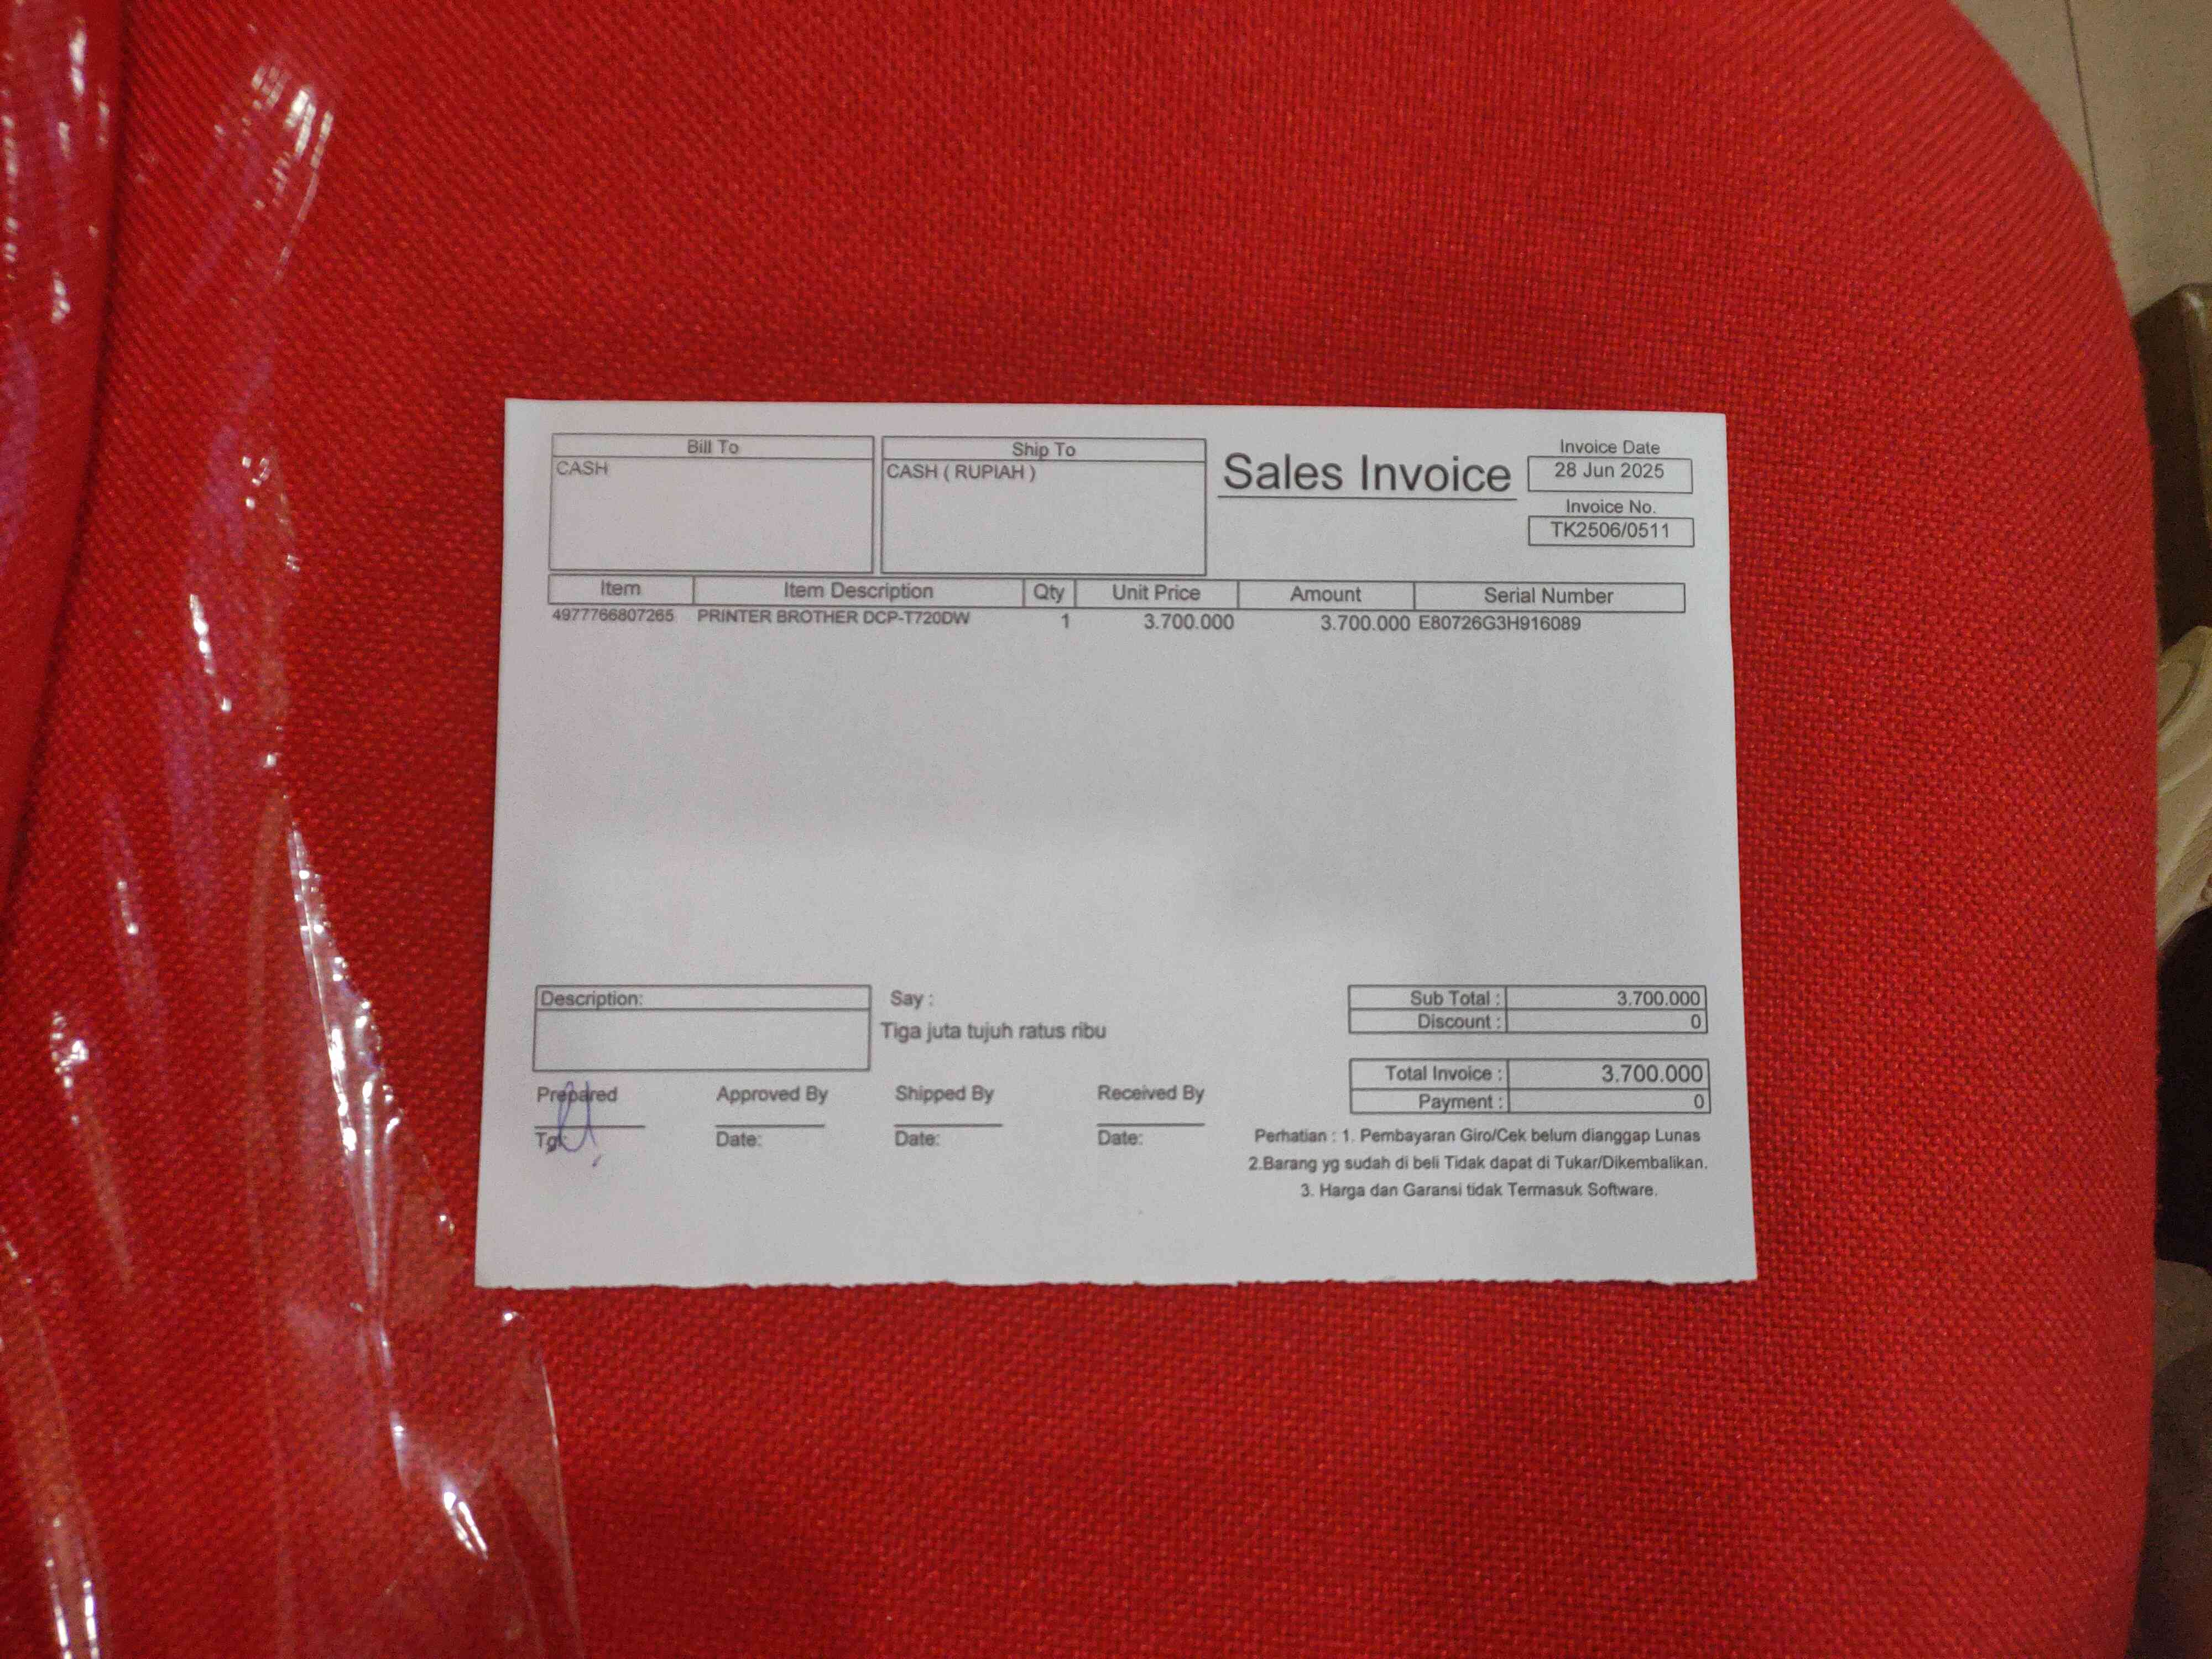 Bill To
CASH
Ship To
CASH ( RUPIAH )
Sales Invoice
Invoice Date
28 Jun 2025
Invoice No.
TK2506/0511
Item Item Description Qty Unit Price Amount Serial Number
4977766807265 PRINTER BROTHER DCP-T720DW 1 3.700.000 3.700.000 E80726G3H916089
Description:
Say :
Tiga juta tujuh ratus ribu
Sub Total : 3.700.000
Discount : 0
Total Invoice : 3.700.000
Payment : 0
Prepared Approved By Shipped By Received By
Tgl: Date: Date: Date:
Perhatian : 1. Pembayaran Giro/Cek belum dianggap Lunas
2.Barang yg sudah di beli Tidak dapat di Tukar/Dikembalikan.
3. Harga dan Garansi tidak Termasuk Software.